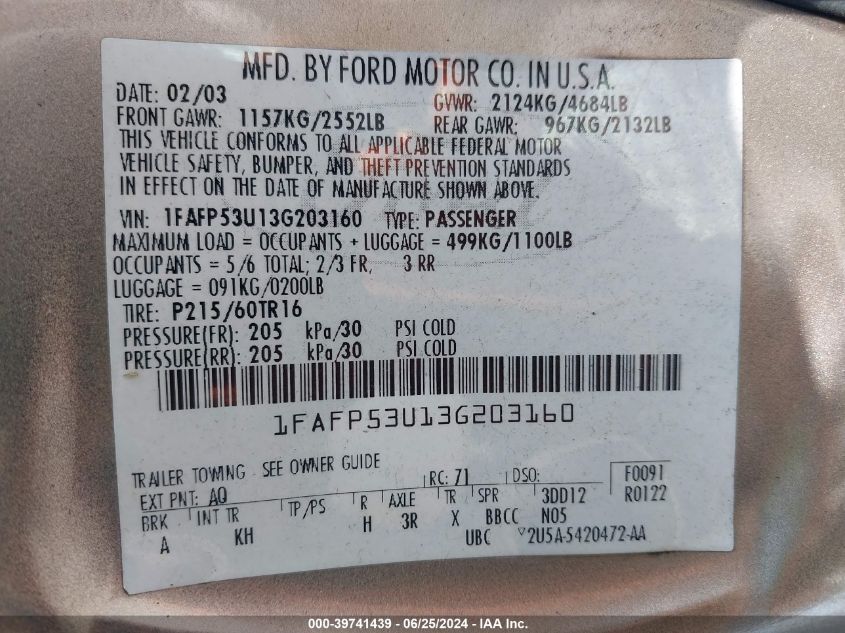 MFD. BY FORD MOTOR CO. IN U.S.A.
DATE: 02/03 GVWR: 2124KG/4684LB
FRONT GAWR: 1157KG/2552LB REAR GAWR: 967KG/2132LB
THIS VEHICLE CONFORMS TO ALL APPLICABLE FEDERAL MOTOR
VEHICLE SAFETY, BUMPER, AND THEFT PREVENTION STANDARDS
IN EFFECT ON THE DATE OF MANUFACTURE SHOWN ABOVE.
VIN: 1FAFP53U13G203160 TYPE: PASSENGER
MAXIMUM LOAD = OCCUPANTS + LUGGAGE = 499KG/1100LB
OCCUPANTS = 5/6 TOTAL; 2/3 FR, 3 RR
LUGGAGE = 091KG/0200LB
TIRE: P215/60TR16
PRESSURE(FR) 205 kPa/30 PSI COLD
PRESSURE(RR) 205 kPa/30 PSI COLD
1FAFP53U13G203160
TRAILER TOWING - SEE OWNER GUIDE
EXT PNT: AQ RC: 71 DSO: F0091
BRK INT TR TP/PS R AXLE TR SPR 3DD12 R0122
A KH H 3R X BBCC N05
UBC ▽2U5A-5420472-AA
000-39741439 - 06/25/2024 - IAA Inc.